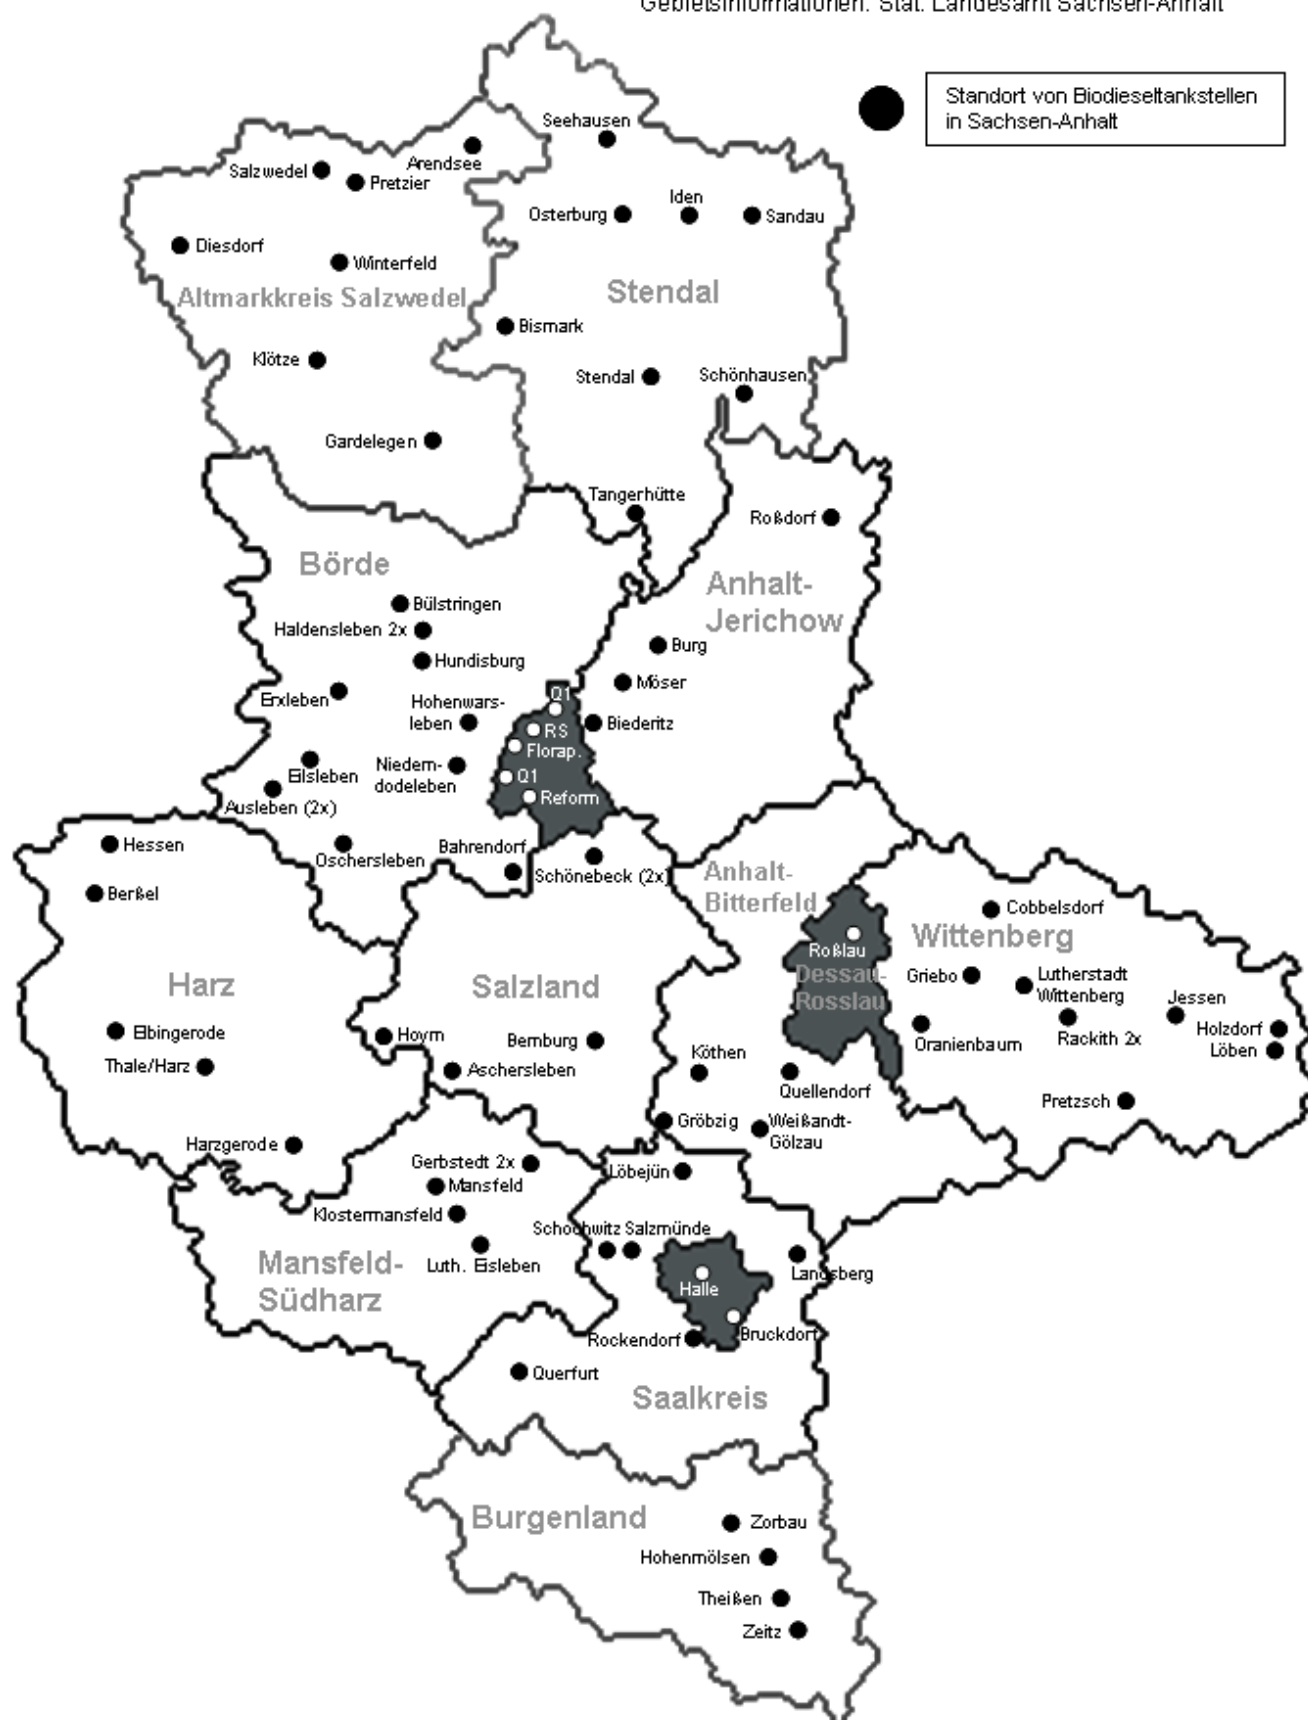 Gebietsinformationen: Stat. Landesamt Sachsen-Anhalt
Standort von Biodieseltankstellen
in Sachsen-Anhalt
Seehausen
Arendsee
Salzwedel
Pretzier
Osterburg
Iden
Sandau
Diesdorf
Winterfeld
Altmarkkreis Salzwedel
Stendal
Bismark
Klötze
Stendal
Schönhausen
Gardelegen
Tangerhütte
Roßdorf
Börde
Anhalt-
Jerichow
Bülstringen
Haldensleben 2x
Hundisburg
Burg
Möser
Erxleben
Hohenwars-
leben
Q1
RS
Florap.
Q1
Reform
Biederitz
Eilsleben
Niedern-
dodeleben
Ausleben (2x)
Oschersleben
Bahrendorf
Schönebeck (2x)
Hessen
Berßel
Anhalt-
Bitterfeld
Cobbelsdorf
Wittenberg
Roßlau
Dessau-
Rosslau
Griebo
Lutherstadt
Wittenberg
Jessen
Holzdorf
Löben
Oranienbaum
Rackith 2x
Pretzsch
Harz
Salzland
Elbingerode
Thale/Harz
Hoym
Bernburg
Aschersleben
Köthen
Quellendorf
Gröbzig
Weißandt-
Gölzau
Harzgerode
Gerbstedt 2x
Mansfeld
Klostermansfeld
Luth. Eisleben
Löbejün
Schochwitz Salzmünde
Mansfeld-
Südharz
Halle
Landsberg
Rockendorf
Bruckdorf
Querfurt
Saalkreis
Burgenland
Zorbau
Hohenmölsen
Theißen
Zeitz